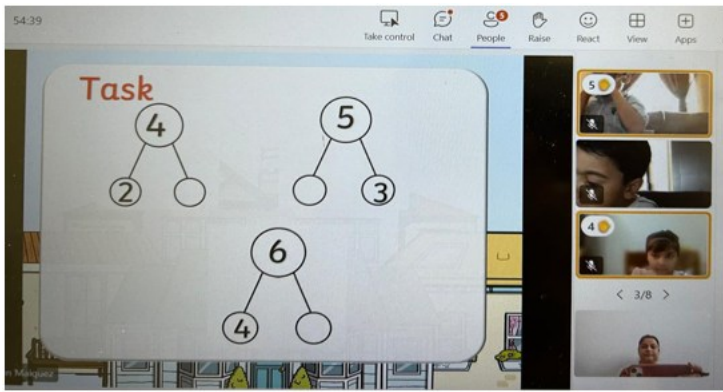 54:39
Take control
Chat
5
People
Raise
React
View
Apps
Task
4
2
5
3
6
4
5
4
3/8